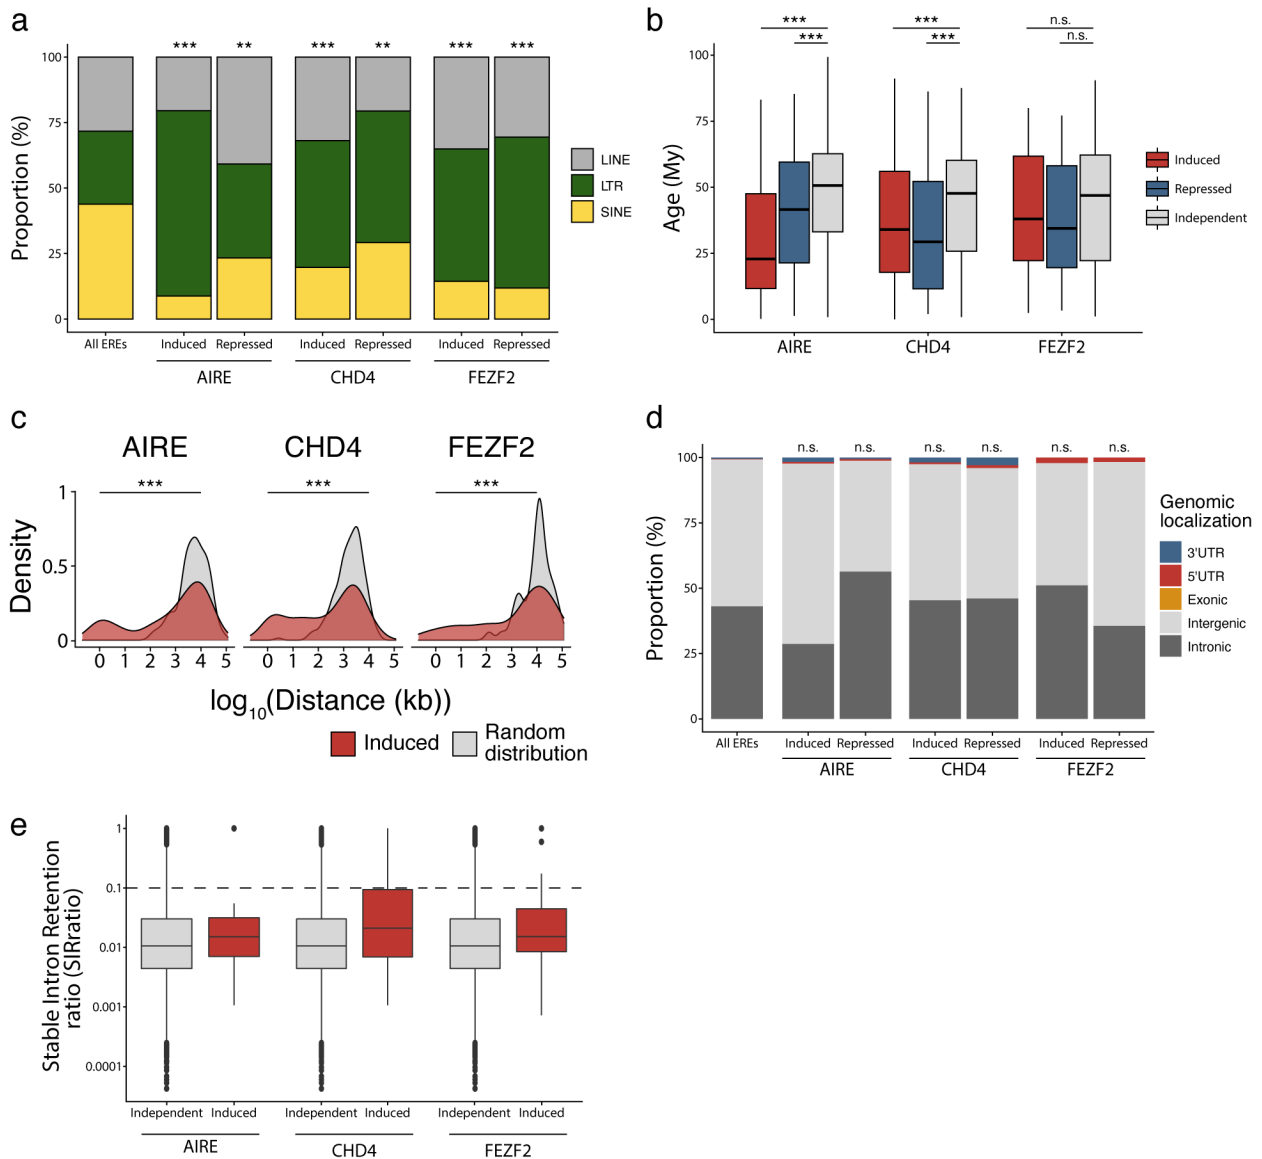 a
*** ** *** ** *** ***
Proportion (%)
100
75
50
25
0
All EREs Induced Repressed Induced Repressed Induced Repressed
AIRE CHD4 FEZF2
LINE
LTR
SINE
b
*** *** n.s.
*** *** n.s.
Age (My)
100
75
50
25
0
AIRE CHD4 FEZF2
Induced
Repressed
Independent
c
AIRE CHD4 FEZF2
*** *** ***
Density
1
0.5
0
0 1 2 3 4 5 0 1 2 3 4 5 0 1 2 3 4 5
log10(Distance (kb))
Induced
Random
distribution
d
n.s. n.s. n.s. n.s. n.s. n.s.
Proportion (%)
100
75
50
25
0
All EREs Induced Repressed Induced Repressed Induced Repressed
AIRE CHD4 FEZF2
Genomic
localization
3'UTR
5'UTR
Exonic
Intergenic
Intronic
e
Stable Intron Retention
ratio (SIRratio)
1
0.1
0.01
0.001
0.0001
Independent Induced Independent Induced Independent Induced
AIRE CHD4 FEZF2